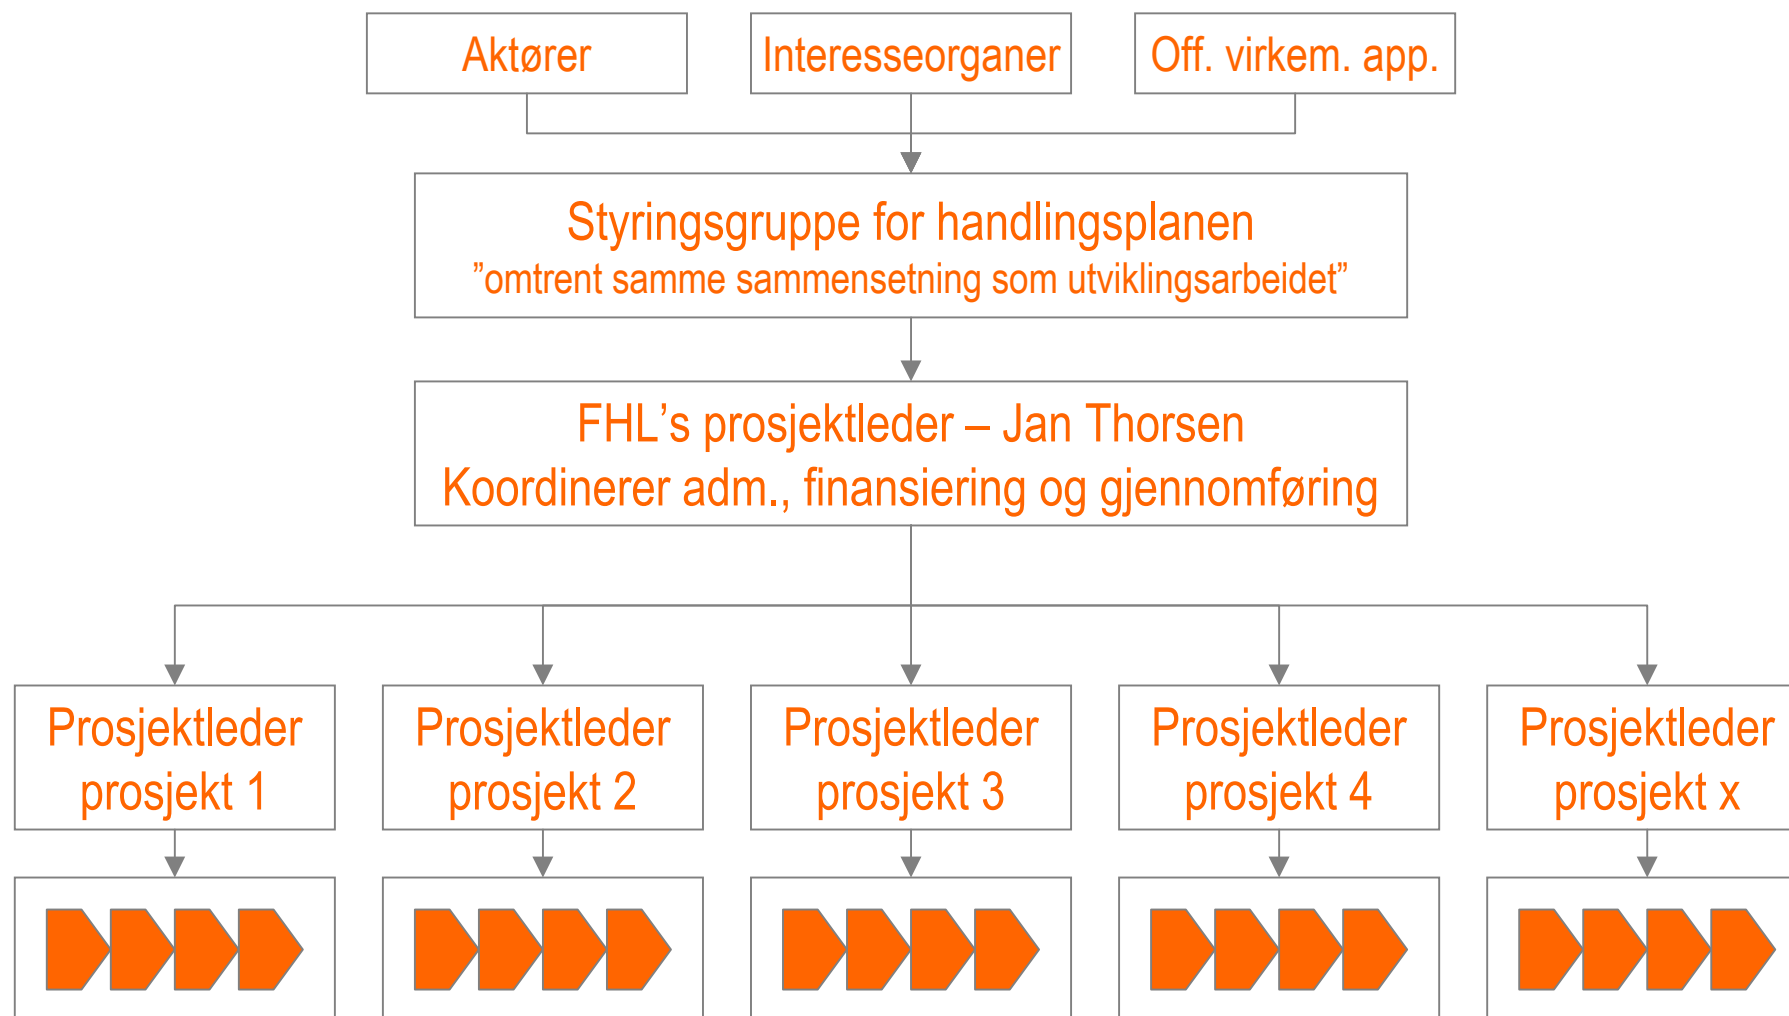 Aktører
Interesseorganer
Off. virkem. app.
Styringsgruppe for handlingsplanen
”omtrent samme sammensetning som utviklingsarbeidet”
FHL’s prosjektleder – Jan Thorsen
Koordinerer adm., finansiering og gjennomføring
Prosjektleder
prosjekt 1
Prosjektleder
prosjekt 2
Prosjektleder
prosjekt 3
Prosjektleder
prosjekt 4
Prosjektleder
prosjekt x